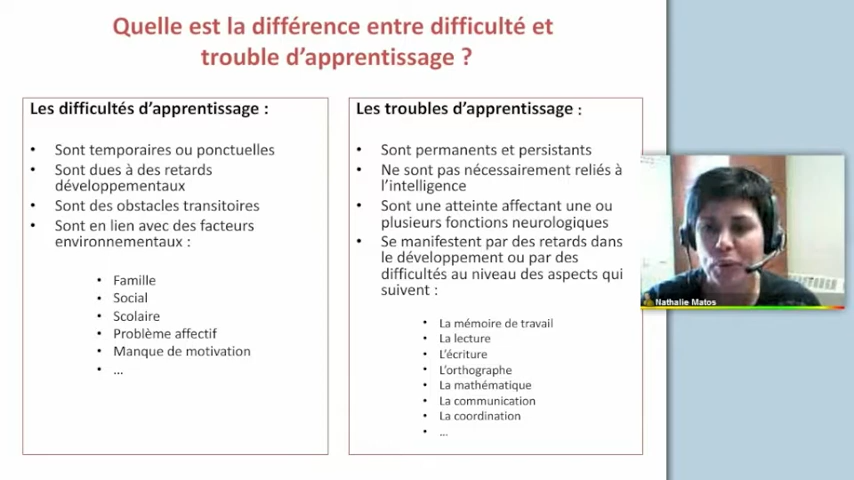 Quelle est la différence entre difficulté et
trouble d'apprentissage ?
Les difficultés d'apprentissage :
• Sont temporaires ou ponctuelles
• Sont dues à des retards
développementaux
• Sont des obstacles transitoires
• Sont en lien avec des facteurs
environnementaux :
• Famille
• Social
• Scolaire
• Problème affectif
• Manque de motivation
• ...
Les troubles d'apprentissage :
• Sont permanents et persistants
• Ne sont pas nécessairement reliés à
l'intelligence
• Sont une atteinte affectant une ou
plusieurs fonctions neurologiques
• Se manifestent par des retards dans
le développement ou par des
difficultés au niveau des aspects qui
suivent :
• La mémoire de travail
• La lecture
• L'écriture
• L'orthographe
• La mathématique
• La communication
• La coordination
• ...
Nathalie Matos